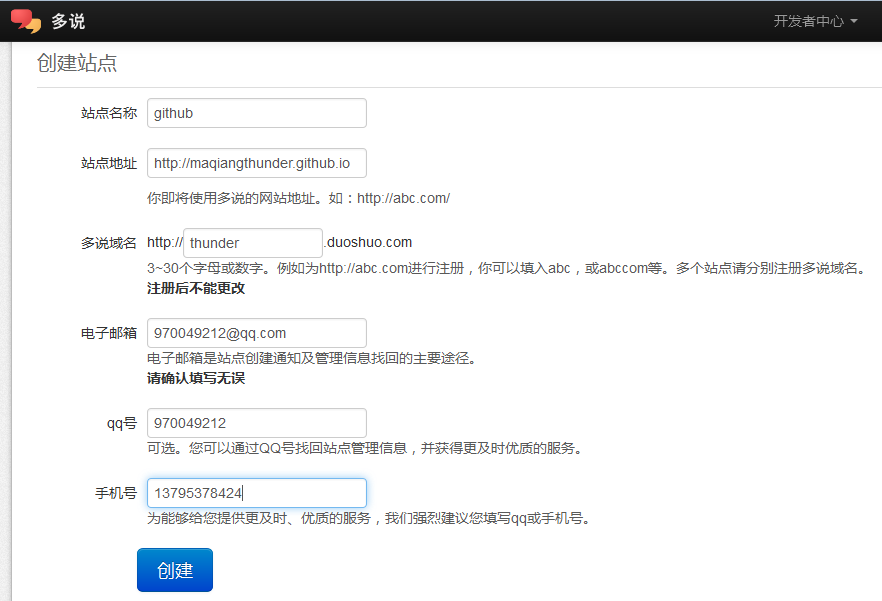 多说 开发者中心
创建站点
站点名称 github
站点地址 http://maqiangthunder.github.io
你即将使用多说的网站地址。如：http://abc.com/
多说域名 http:// thunder .duoshuo.com
3~30个字母或数字。例如为http://abc.com进行注册，你可以填入abc，或abccom等。多个站点请分别注册多说域名。
注册后不能更改
电子邮箱 970049212@qq.com
电子邮箱是站点创建通知及管理信息找回的主要途径。
请确认填写无误
qq号 970049212
可选。您可以通过QQ号找回站点管理信息，并获得更及时优质的服务。
手机号 13795378424
为能够给您提供更及时、优质的服务，我们强烈建议您填写qq或手机号。
创建